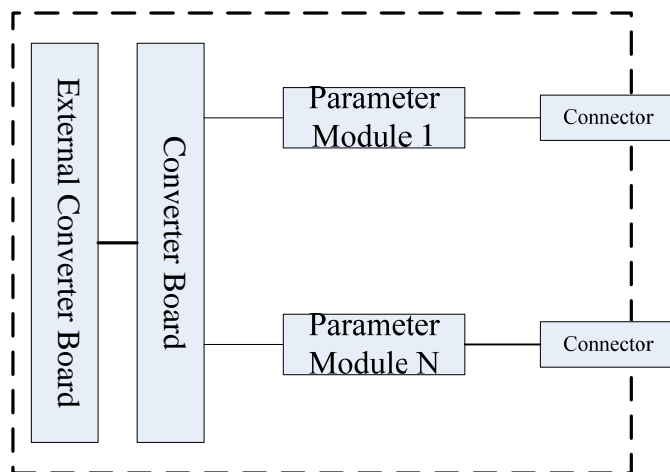 External Converter Board
Converter Board
Parameter
Module 1
Connector
Parameter
Module N
Connector